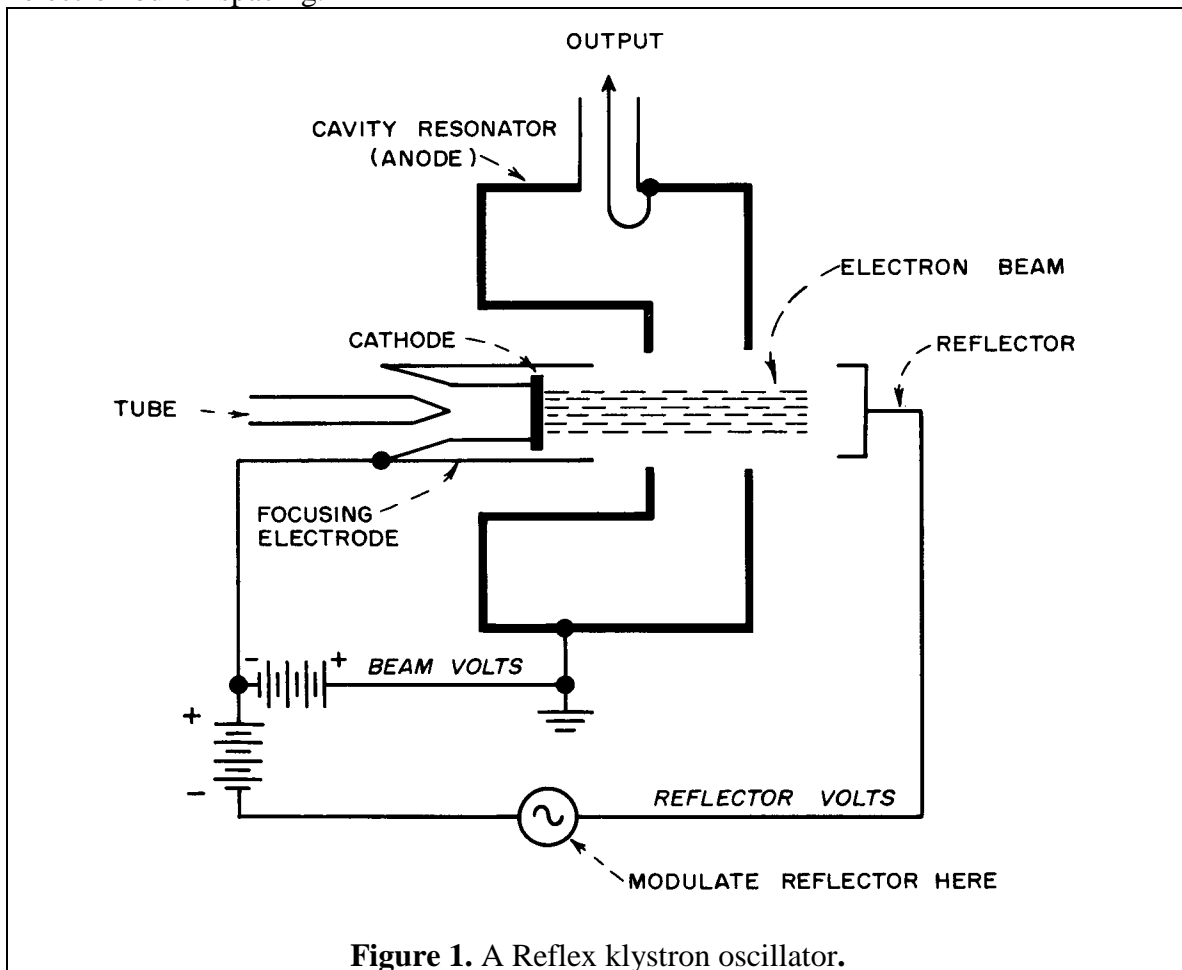 OUTPUT
CAVITY RESONATOR
(ANODE)
ELECTRON BEAM
CATHODE
REFLECTOR
TUBE
FOCUSING
ELECTRODE
- + BEAM VOLTS
+
-
REFLECTOR VOLTS
MODULATE REFLECTOR HERE
Figure 1. A Reflex klystron oscillator.